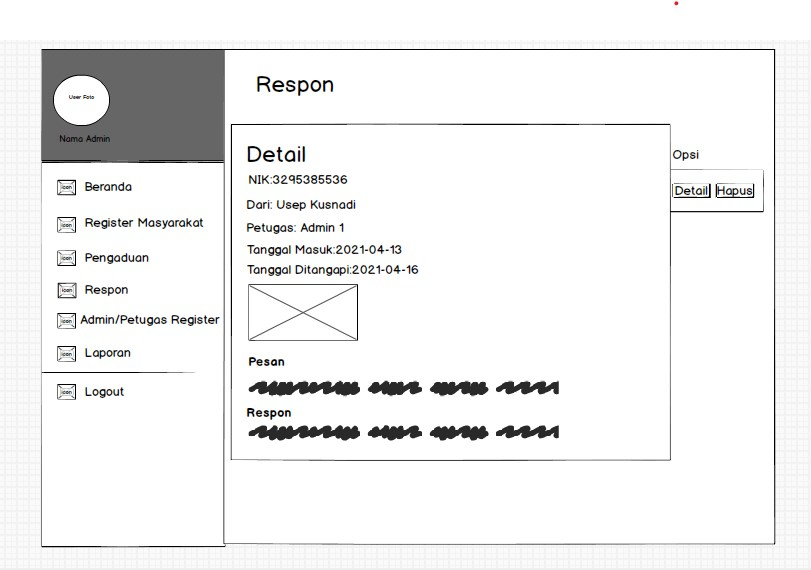 User Foto
Nama Admin
icon Beranda
icon Register Masyarakat
icon Pengaduan
icon Respon
icon Admin/Petugas Register
icon Laporan
icon Logout
Respon
Detail
NIK:3295385536
Dari: Usep Kusnadi
Petugas: Admin 1
Tanggal Masuk:2021-04-13
Tanggal Ditangapi:2021-04-16
Pesan
Respon
Opsi
Detail Hapus